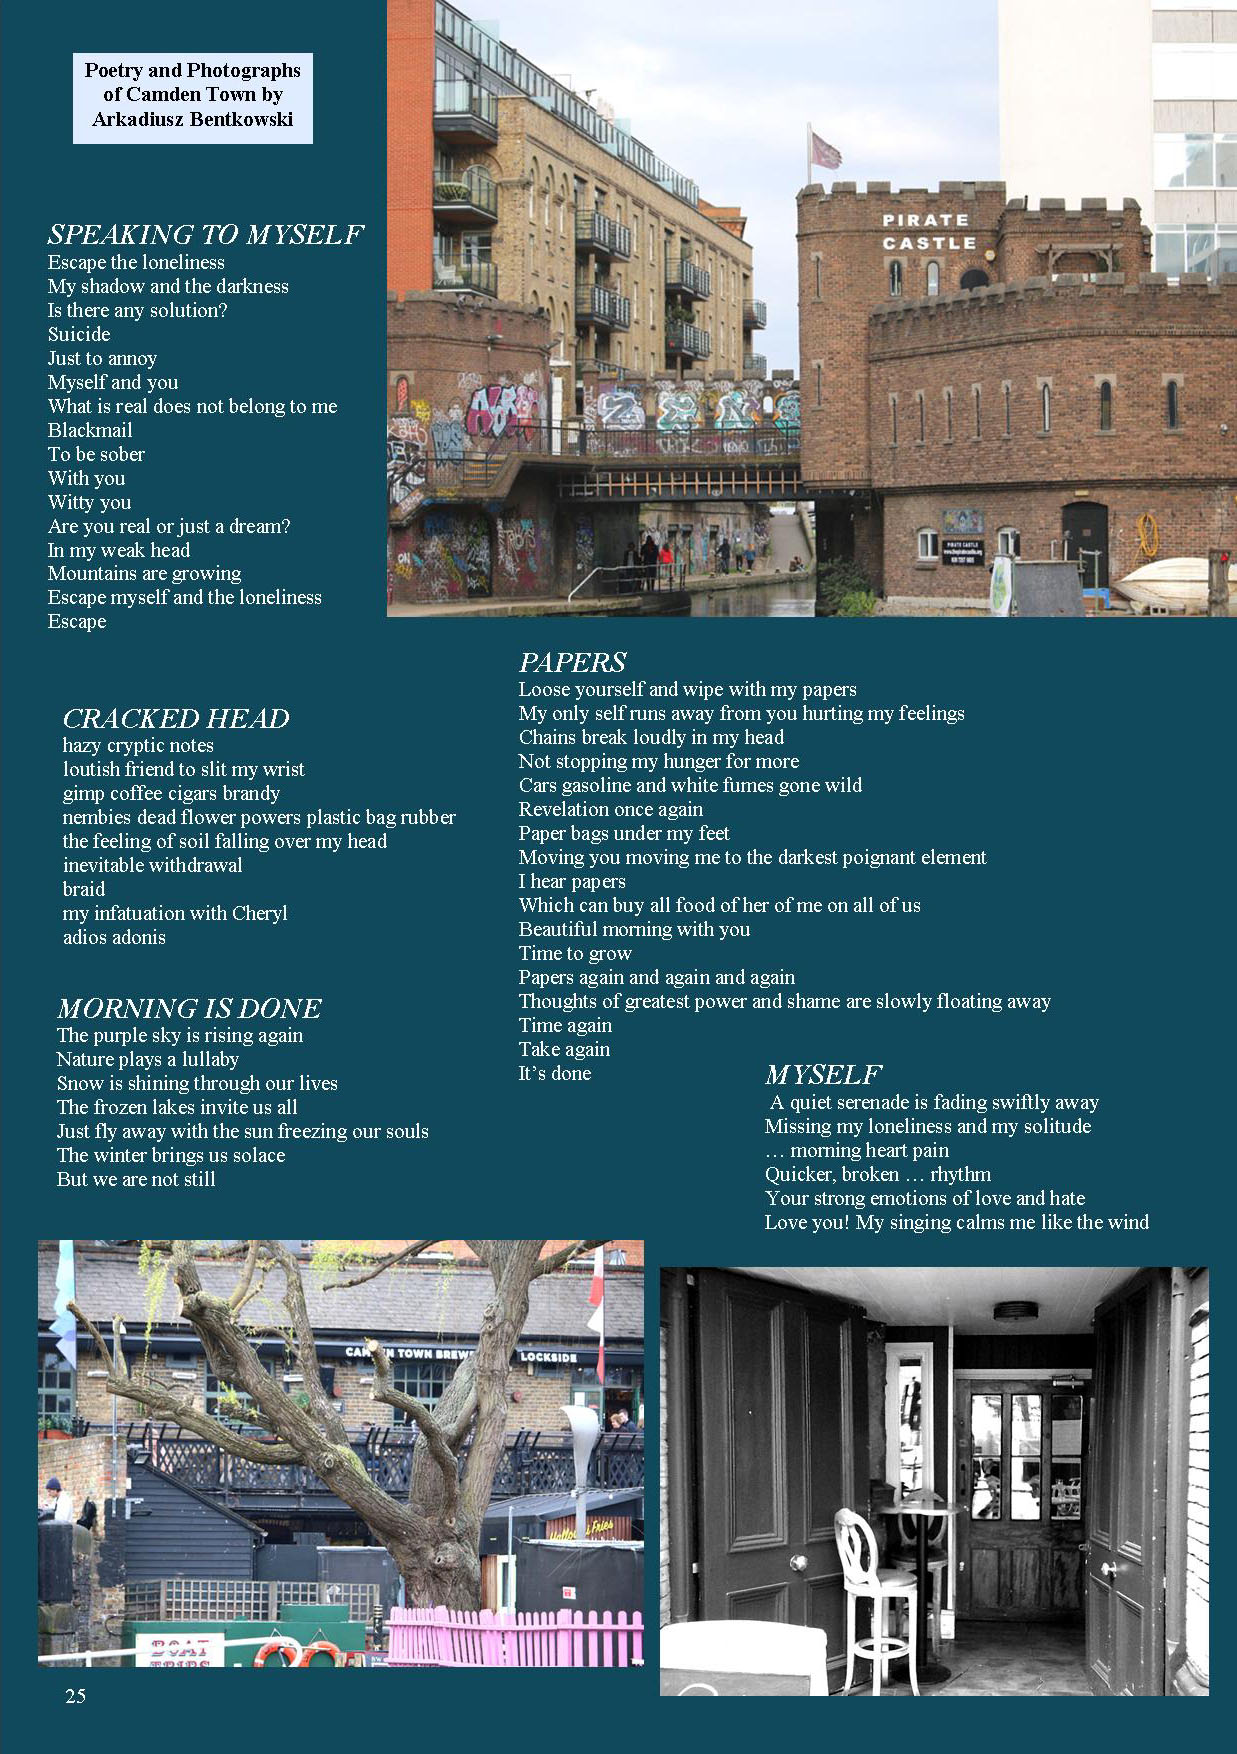 Poetry and Photographs
of Camden Town by
Arkadiusz Bentkowski
PIRATE
CASTLE
PIRATE CASTLE
SPEAKING TO MYSELF
Escape the loneliness
My shadow and the darkness
Is there any solution?
Suicide
Just to annoy
Myself and you
What is real does not belong to me
Blackmail
To be sober
With you
Witty you
Are you real or just a dream?
In my weak head
Mountains are growing
Escape myself and the loneliness
Escape
CRACKED HEAD
hazy cryptic notes
loutish friend to slit my wrist
gimp coffee cigars brandy
nembies dead flower powers plastic bag rubber
the feeling of soil falling over my head
inevitable withdrawal
braid
my infatuation with Cheryl
adios adonis
MORNING IS DONE
The purple sky is rising again
Nature plays a lullaby
Snow is shining through our lives
The frozen lakes invite us all
Just fly away with the sun freezing our souls
The winter brings us solace
But we are not still
PAPERS
Loose yourself and wipe with my papers
My only self runs away from you hurting my feelings
Chains break loudly in my head
Not stopping my hunger for more
Cars gasoline and white fumes gone wild
Revelation once again
Paper bags under my feet
Moving you moving me to the darkest poignant element
I hear papers
Which can buy all food of her of me on all of us
Beautiful morning with you
Time to grow
Papers again and again and again
Thoughts of greatest power and shame are slowly floating away
Time again
Take again
It’s done
MYSELF
A quiet serenade is fading swiftly away
Missing my loneliness and my solitude
… morning heart pain
Quicker, broken … rhythm
Your strong emotions of love and hate
Love you! My singing calms me like the wind
CAMDEN TOWN BREW LOCKSIDE
Fries
BOAT
TRIPS
25